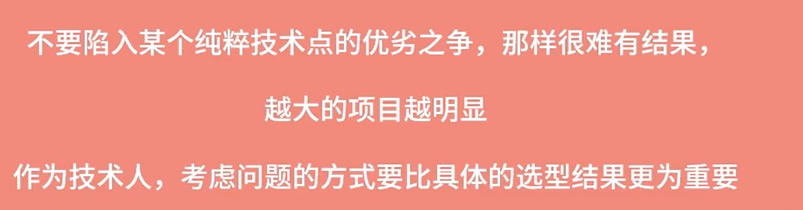 不要陷入某个纯粹技术点的优劣之争，那样很难有结果，
越大的项目越明显
作为技术人，考虑问题的方式要比具体的选型结果更为重要